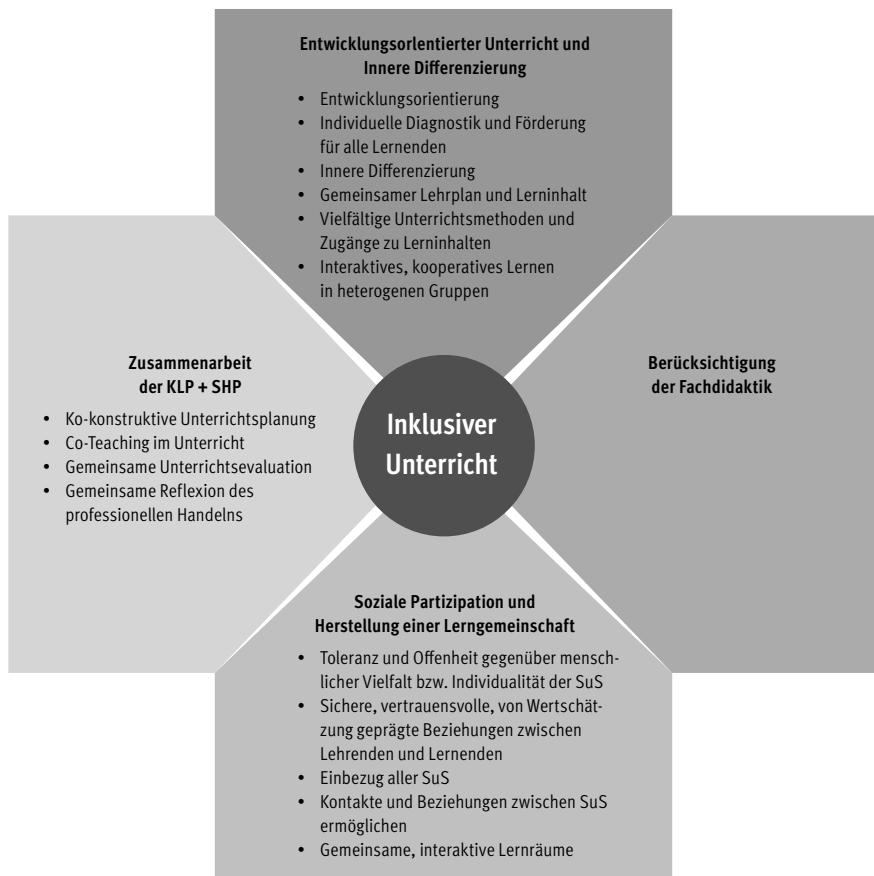 Entwicklungsorlentierter Unterricht und
Innere Differenzierung
• Entwicklungsorientierung
• Individuelle Diagnostik und Förderung
für alle Lernenden
• Innere Differenzierung
• Gemeinsamer Lehrplan und Lerninhalt
• Vielfältige Unterrichtsmethoden und
Zugänge zu Lerninhalten
• Interaktives, kooperatives Lernen
in heterogenen Gruppen
Zusammenarbeit
der KLP + SHP
• Ko-konstruktive Unterrichtsplanung
• Co-Teaching im Unterricht
• Gemeinsame Unterrichtsevaluation
• Gemeinsame Reflexion des
professionellen Handelns
Inklusiver
Unterricht
Berücksichtigung
der Fachdidaktik
Soziale Partizipation und
Herstellung einer Lerngemeinschaft
• Toleranz und Offenheit gegenüber mensch-
licher Vielfalt bzw. Individualität der SuS
• Sichere, vertrauensvolle, von Wertschät-
zung geprägte Beziehungen zwischen
Lehrenden und Lernenden
• Einbezug aller SuS
• Kontakte und Beziehungen zwischen SuS
ermöglichen
• Gemeinsame, interaktive Lernräume